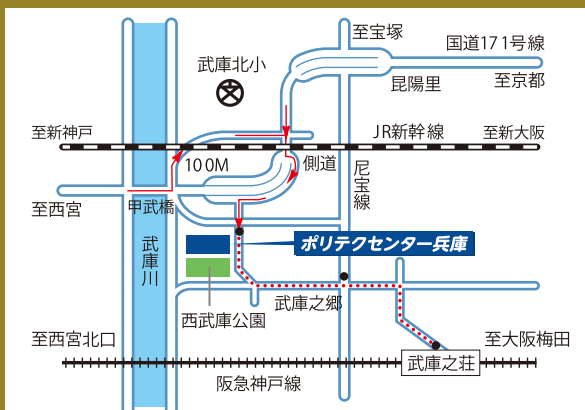 至宝塚
国道171号線
武庫北小
昆陽里
至京都
至新神戸
JR新幹線
至新大阪
100M
側道
尼宝線
至西宮
甲武橋
武庫川
ポリテクセンター兵庫
武庫之郷
西武庫公園
至西宮北口
至大阪梅田
武庫之荘
阪急神戸線